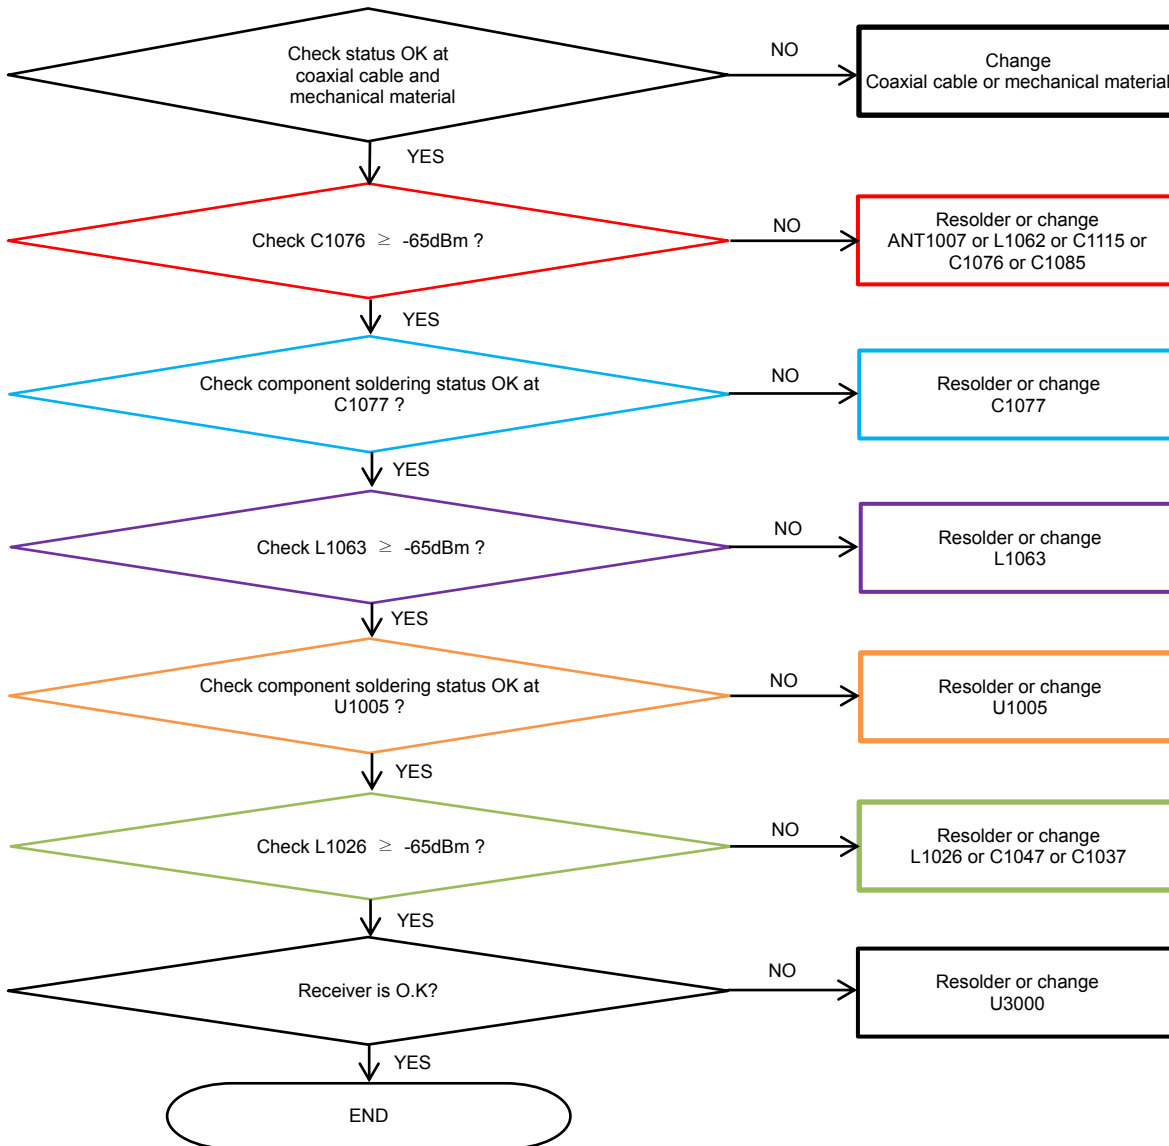 Check status OK at
coaxial cable and
mechanical material
NO
Change
Coaxial cable or mechanical material
YES
Check C1076 ≥ -65dBm ?
NO
Resolder or change
ANT1007 or L1062 or C1115 or
C1076 or C1085
YES
Check component soldering status OK at
C1077 ?
NO
Resolder or change
C1077
YES
Check L1063 ≥ -65dBm ?
NO
Resolder or change
L1063
YES
Check component soldering status OK at
U1005 ?
NO
Resolder or change
U1005
YES
Check L1026 ≥ -65dBm ?
NO
Resolder or change
L1026 or C1047 or C1037
YES
Receiver is O.K?
NO
Resolder or change
U3000
YES
END